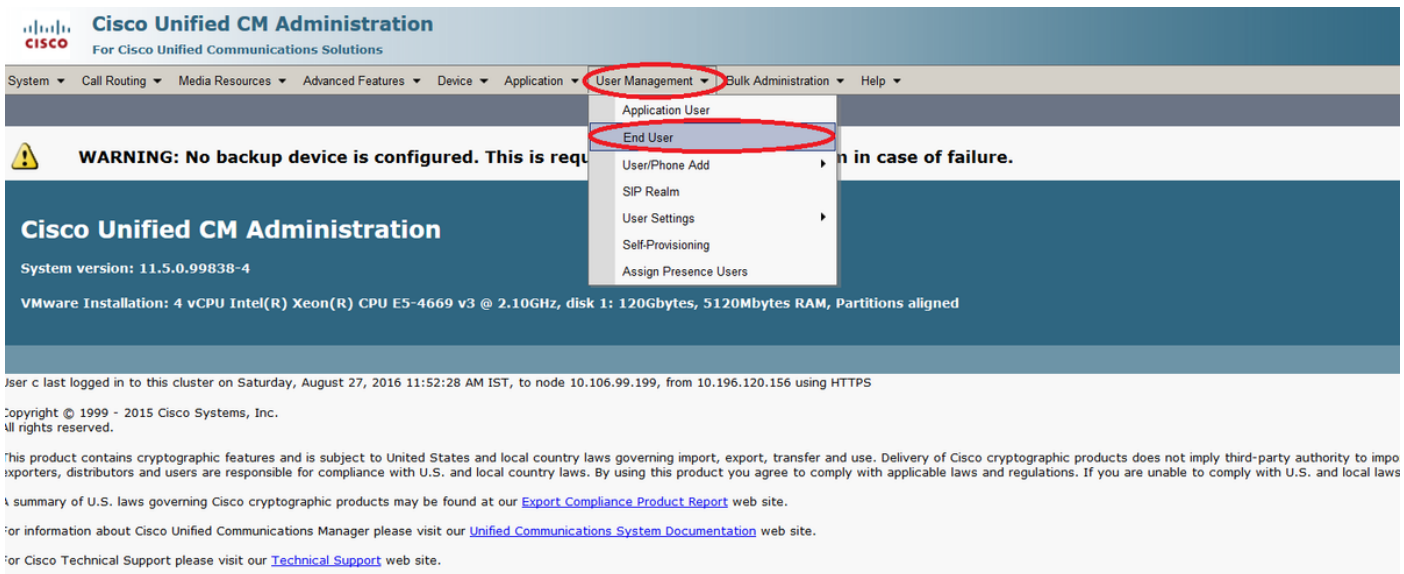 CISCO
Cisco Unified CM Administration
For Cisco Unified Communications Solutions
System Call Routing Media Resources Advanced Features Device Application User Management Bulk Administration Help
Application User
End User
User/Phone Add
SIP Realm
User Settings
Self-Provisioning
Assign Presence Users
WARNING: No backup device is configured. This is requ n in case of failure.
Cisco Unified CM Administration
System version: 11.5.0.99838-4
VMware Installation: 4 vCPU Intel(R) Xeon(R) CPU E5-4669 v3 @ 2.10GHz, disk 1: 120Gbytes, 5120Mbytes RAM, Partitions aligned
User c last logged in to this cluster on Saturday, August 27, 2016 11:52:28 AM IST, to node 10.106.99.199, from 10.196.120.156 using HTTPS
Copyright © 1999 - 2015 Cisco Systems, Inc.
All rights reserved.
This product contains cryptographic features and is subject to United States and local country laws governing import, export, transfer and use. Delivery of Cisco cryptographic products does not imply third-party authority to impo
exporters, distributors and users are responsible for compliance with U.S. and local country laws. By using this product you agree to comply with applicable laws and regulations. If you are unable to comply with U.S. and local laws
A summary of U.S. laws governing Cisco cryptographic products may be found at our Export Compliance Product Report web site.
For information about Cisco Unified Communications Manager please visit our Unified Communications System Documentation web site.
For Cisco Technical Support please visit our Technical Support web site.